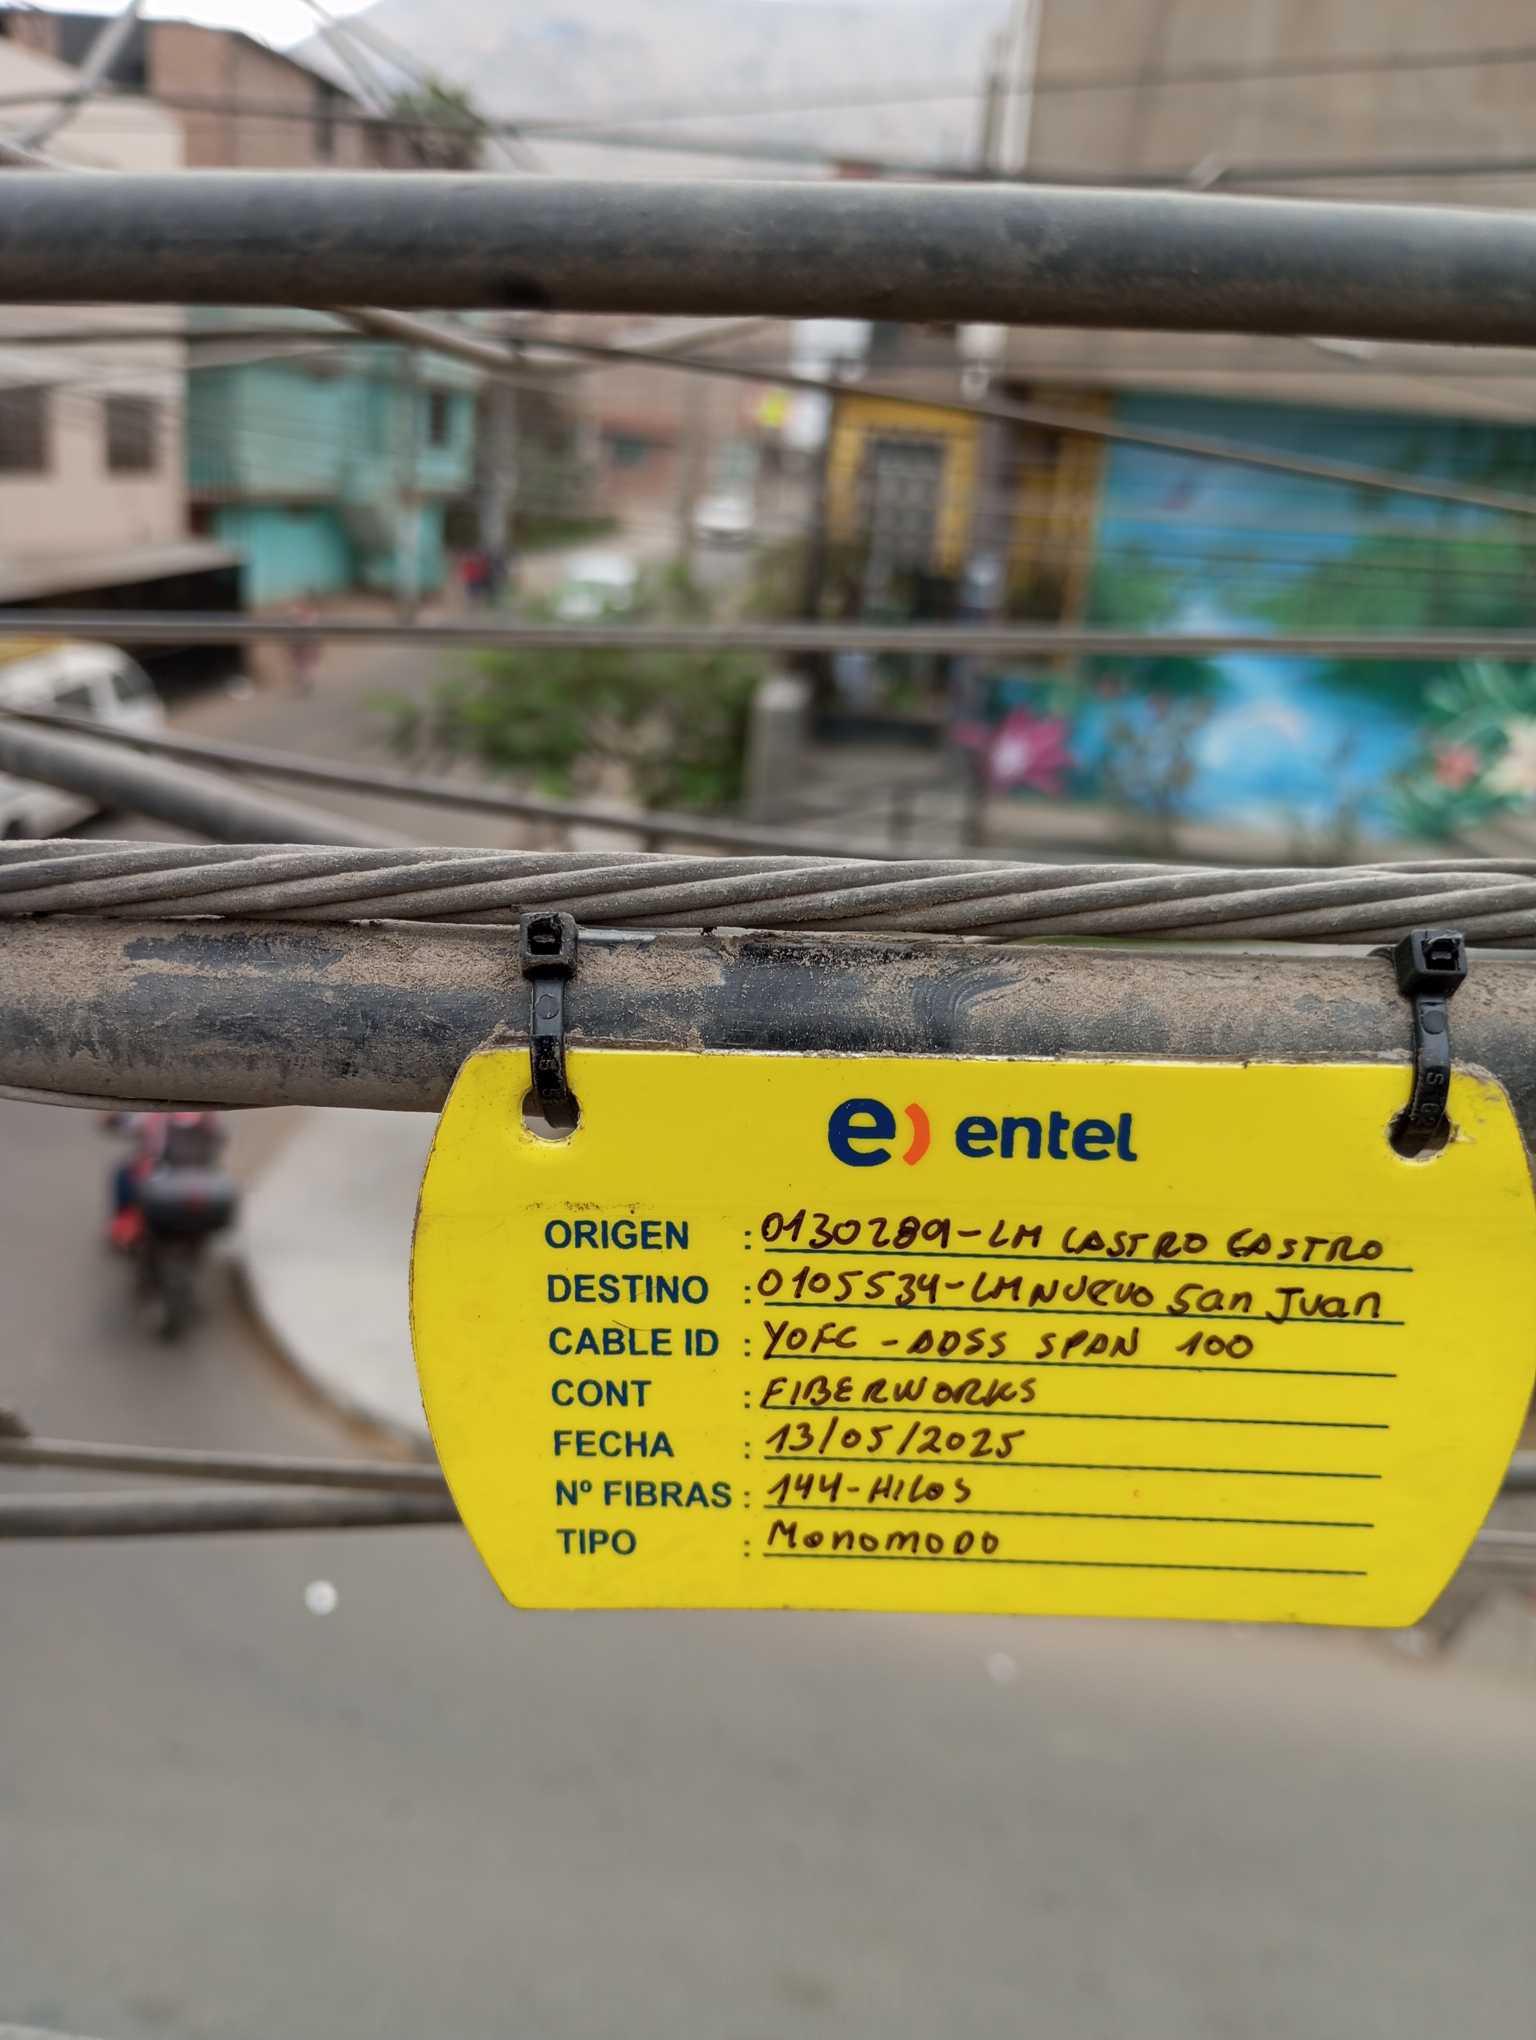 e) entel
ORIGEN : 0130289-LM CASTRO CASTRO
DESTINO : 0105534-LM NUEVO San Juan
CABLE ID : YOFC - ADSS SPAN 100
CONT : FIBERWORKS
FECHA : 13/05/2025
Nº FIBRAS : 144-HILOS
TIPO : MONOMODO